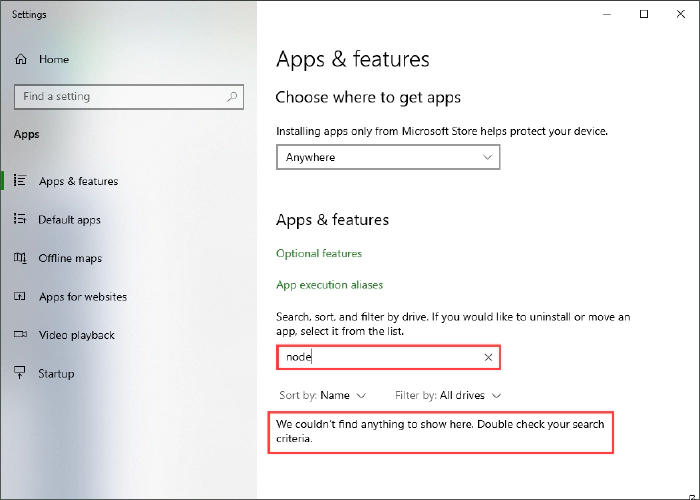 Settings
Home
Find a setting
Apps
Apps & features
Default apps
Offline maps
Apps for websites
Video playback
Startup
Apps & features
Choose where to get apps
Installing apps only from Microsoft Store helps protect your device.
Anywhere
Apps & features
Optional features
App execution aliases
Search, sort, and filter by drive. If you would like to uninstall or move an
app, select it from the list.
node
Sort by: Name Filter by: All drives
We couldn't find anything to show here. Double check your search
criteria.